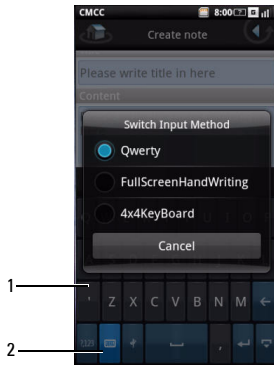 CMCC 8:00 G
Create note
Please write title in here
Content
Switch Input Method
Qwerty
FullScreenHandWriting
4x4KeyBoard
Cancel
1
' Z X C V B N M
2
?123 ,